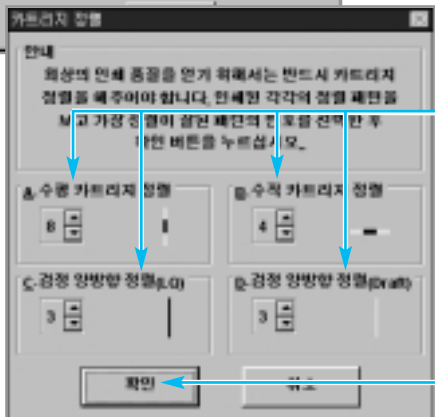 카트리지 정렬
안내
최상의 인쇄 품질을 얻기 위해서는 반드시 카트리지
정렬을 해주어야 합니다. 인쇄된 각각의 정렬 패턴을
보고 가장 정렬이 잘된 패턴의 번호를 선택한 후
확인 버튼을 누르십시오.
A-수평 카트리지 정렬
B-수직 카트리지 정렬
8
4
C-검정 양방향 정렬(LQ)
D-검정 양방향 정렬(Draft)
3
3
확인
취소